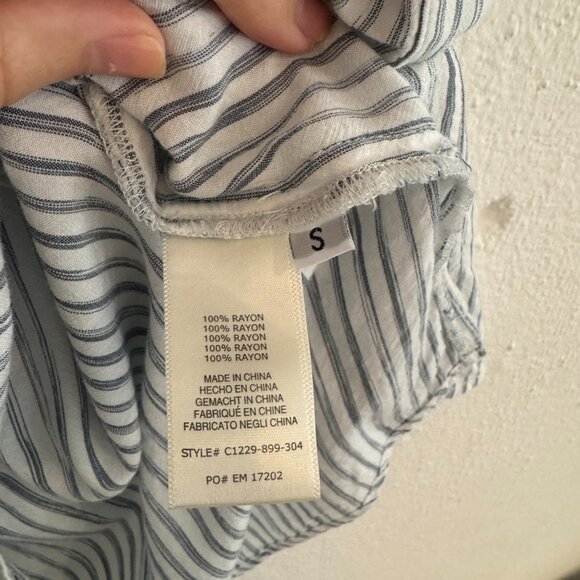 S
100% RAYON
100% RAYON
100% RAYON
100% RAYON
100% RAYON
MADE IN CHINA
HECHO EN CHINA
GEMACHT IN CHINA
FABRIQUÉ EN CHINE
FABRICATO NEGLI CHINA
STYLE# C1229-899-304
PO# EM 17202